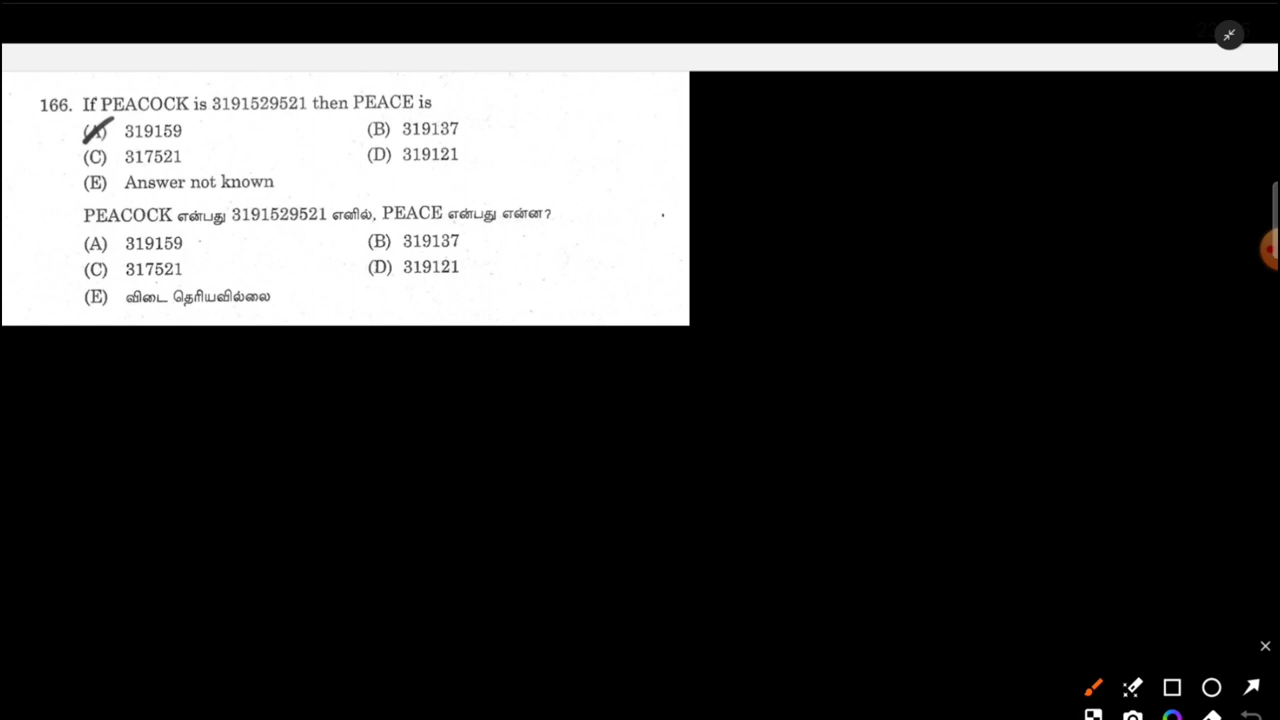 166. If PEACOCK is 3191529521 then PEACE is
(A) 319159 (B) 319137
(C) 317521 (D) 319121
(E) Answer not known
PEACOCK என்பது 3191529521 எனில், PEACE என்பது என்ன?
(A) 319159 (B) 319137
(C) 317521 (D) 319121
(E) விடை தெரியவில்லை